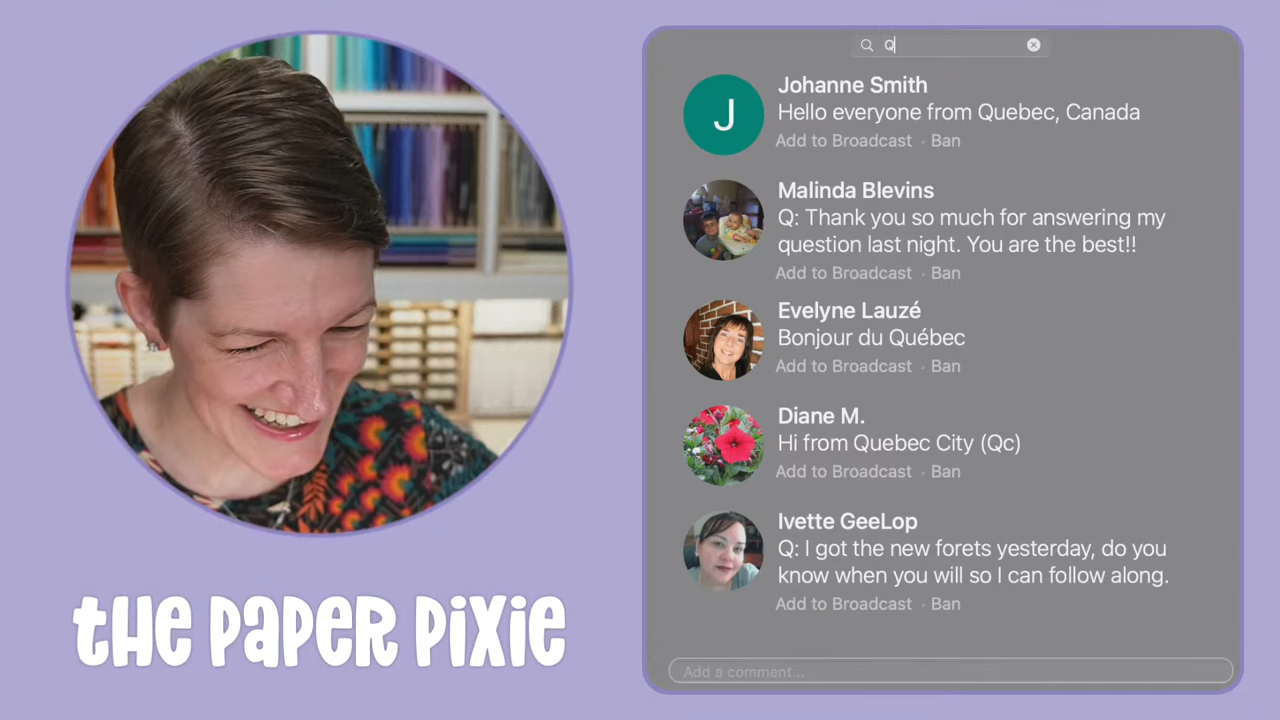 Q
J
Johanne Smith
Hello everyone from Quebec, Canada
Add to Broadcast · Ban
Malinda Blevins
Q: Thank you so much for answering my
question last night. You are the best!!
Add to Broadcast · Ban
Evelyne Lauzé
Bonjour du Québec
Add to Broadcast · Ban
Diane M.
Hi from Quebec City (Qc)
Add to Broadcast · Ban
Ivette GeeLop
Q: I got the new forets yesterday, do you
know when you will so I can follow along.
Add to Broadcast · Ban
Add a comment...
tHe PaPeR PiXie